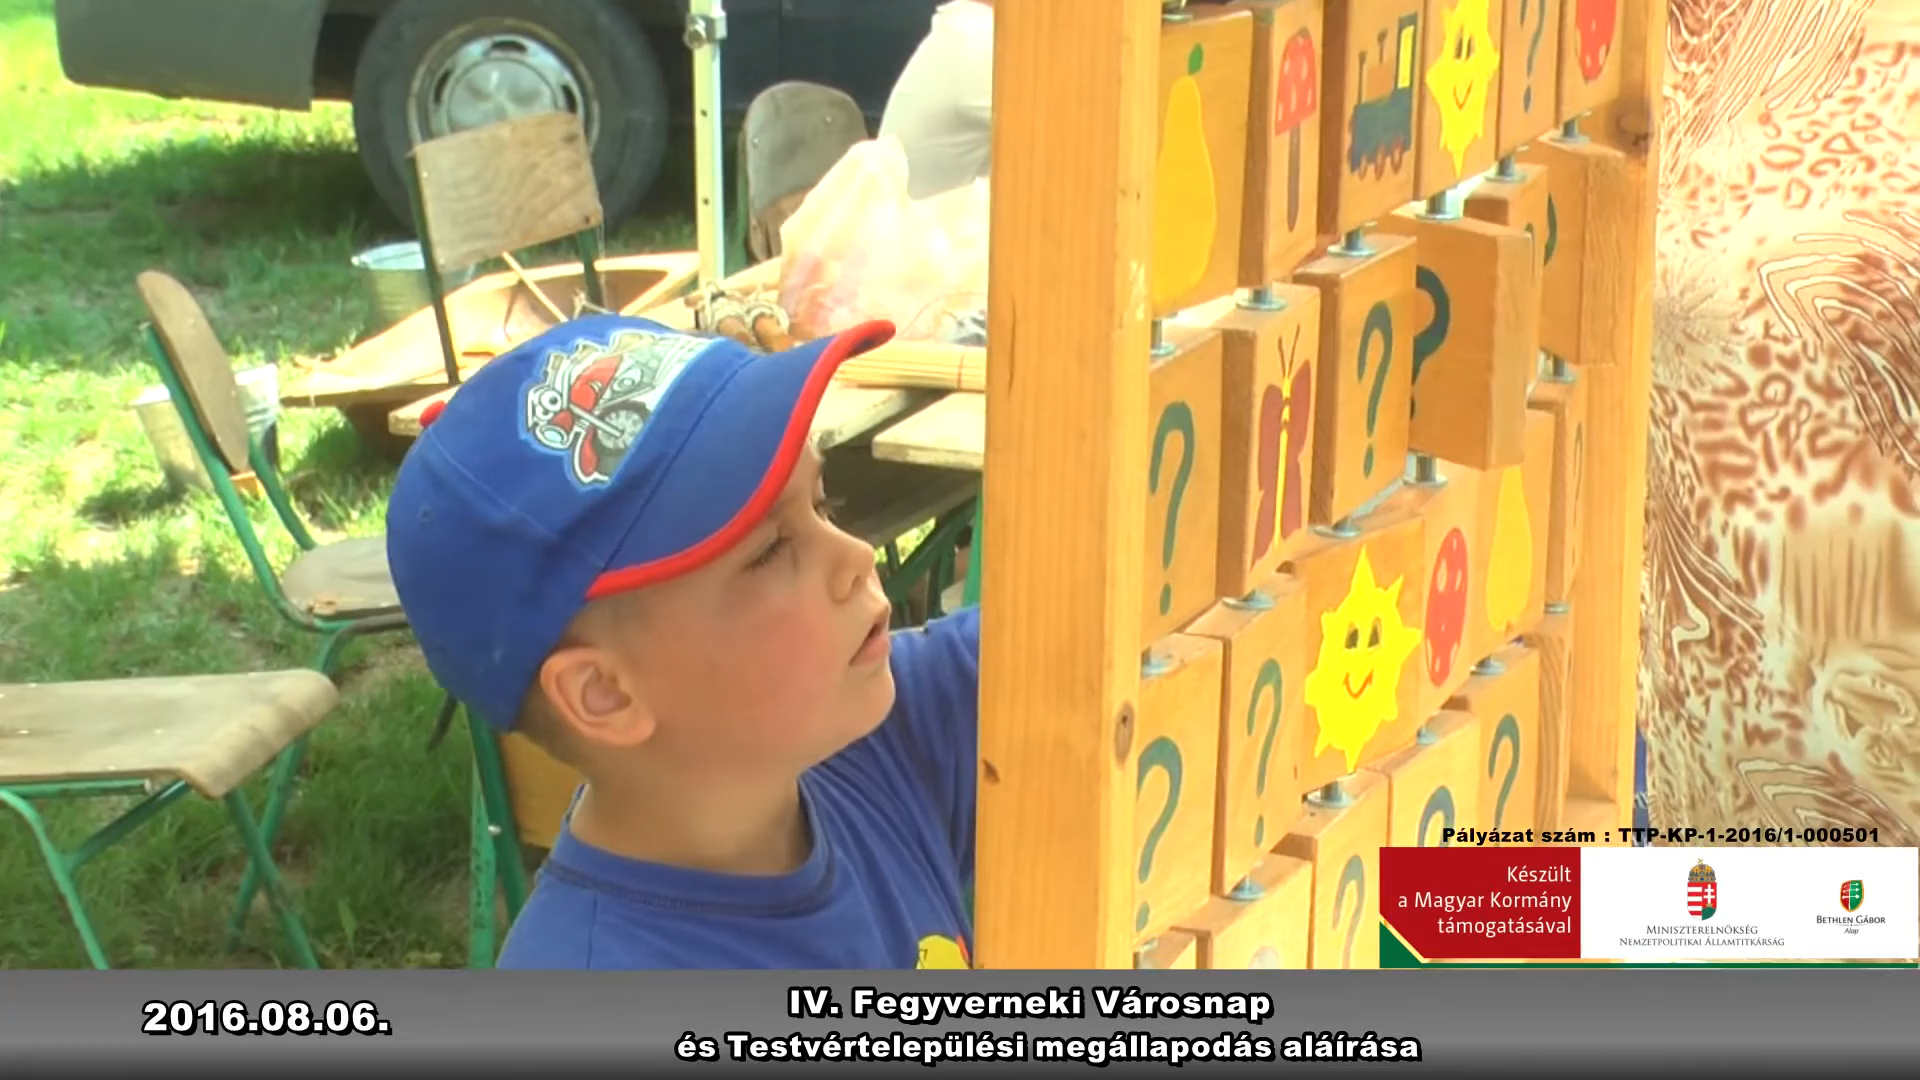 ? ?
? ? ?
?
? ? ?
? ?
?
Pályázat szám : TTP-KP-1-2016/1-000501
Készült
a Magyar Kormány
támogatásával
MINISZTERELNÖKSÉG
NEMZETPOLITIKAI ÁLLAMTITKÁRSÁG
BETHLEN GÁBOR
Alap
2016.08.06.
IV. Fegyverneki Városnap
és Testvértelepülési megállapodás aláírása